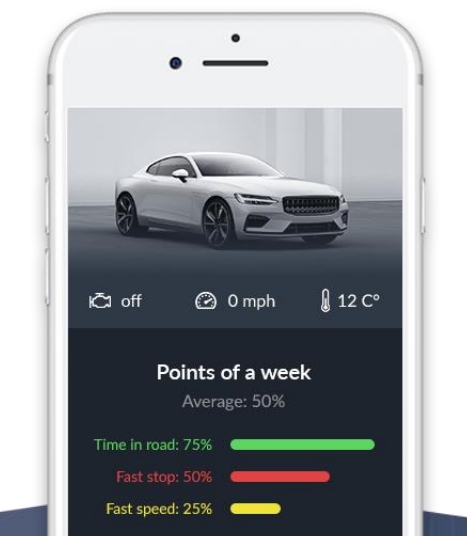 off
0 mph
12 C°
Points of a week
Average: 50%
Time in road: 75%
Fast stop: 50%
Fast speed: 25%